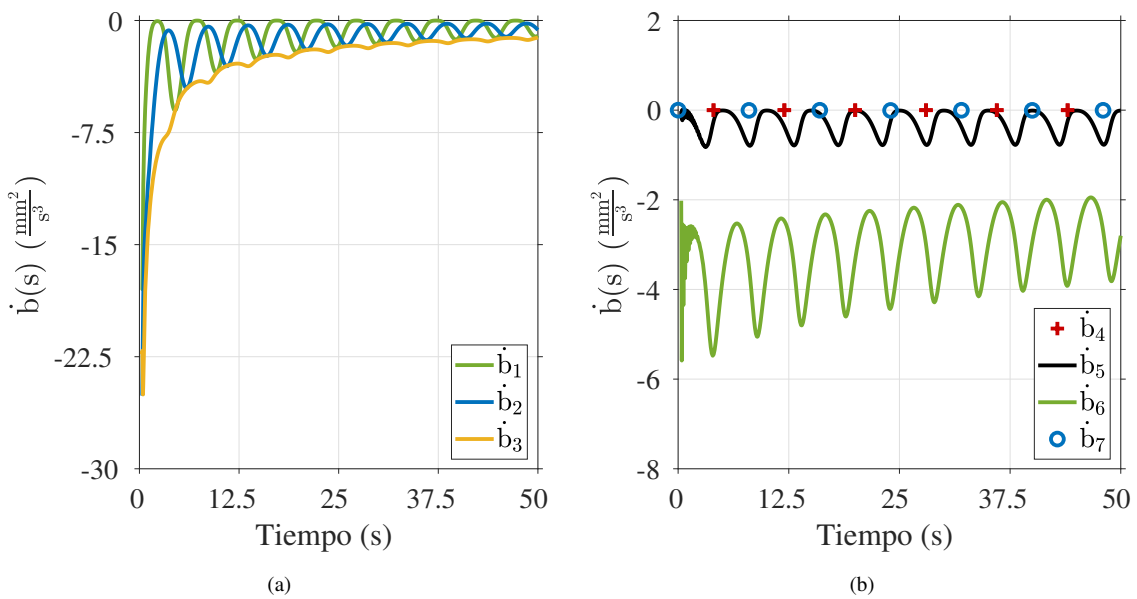 0
-7.5
-15
-22.5
-30
ḃ(s) (mm²/s³)
ḃ₁
ḃ₂
ḃ₃
0 12.5 25 37.5 50
Tiempo (s)
(a)
2
0
-2
-4
-6
-8
ḃ(s) (mm²/s³)
ḃ₄
ḃ₅
ḃ₆
ḃ₇
0 12.5 25 37.5 50
Tiempo (s)
(b)